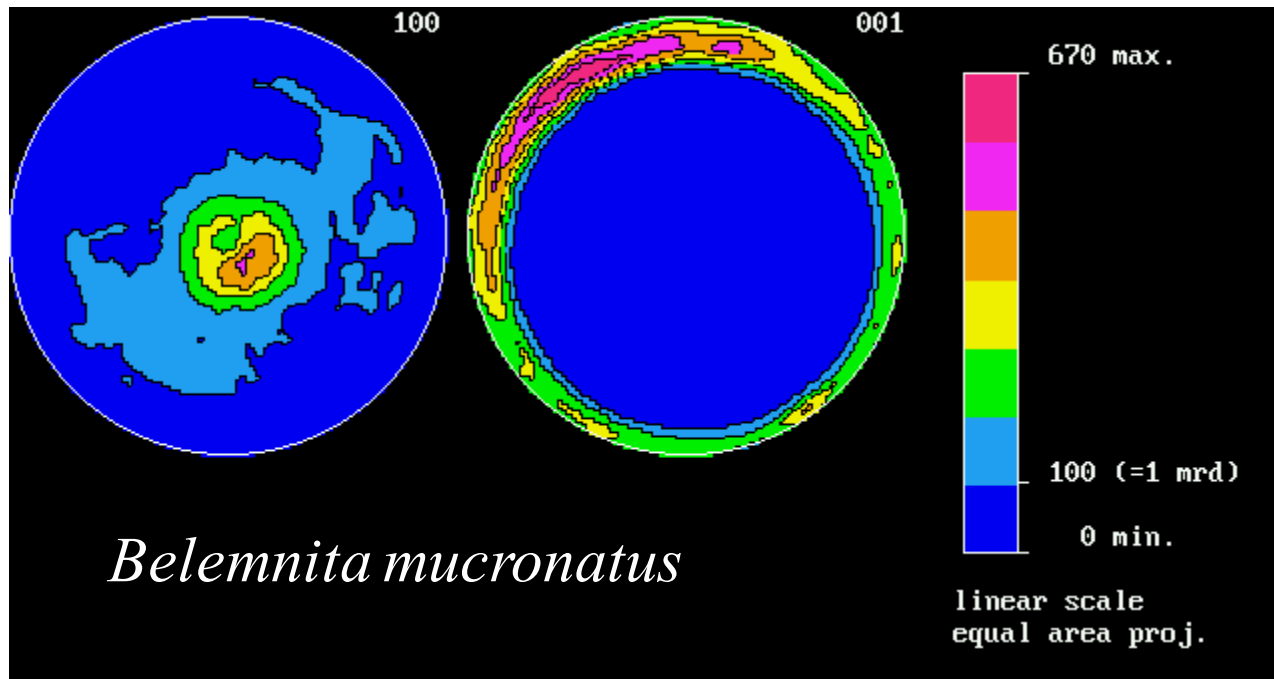 100
001
670 max.
100 (=1 mrd)
0 min.
Belemnita mucronatus
linear scale
equal area proj.